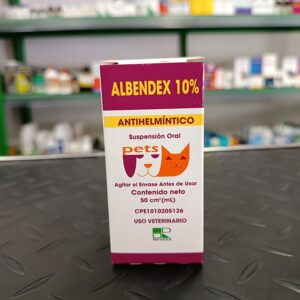 ALBENDEX 10%
ANTIHELMÍNTICO
Suspensión Oral
pets
Agitar el Envase Antes de Usar
Contenido neto
50 cm³(mL)
CPE1010205126
USO VETERINARIO